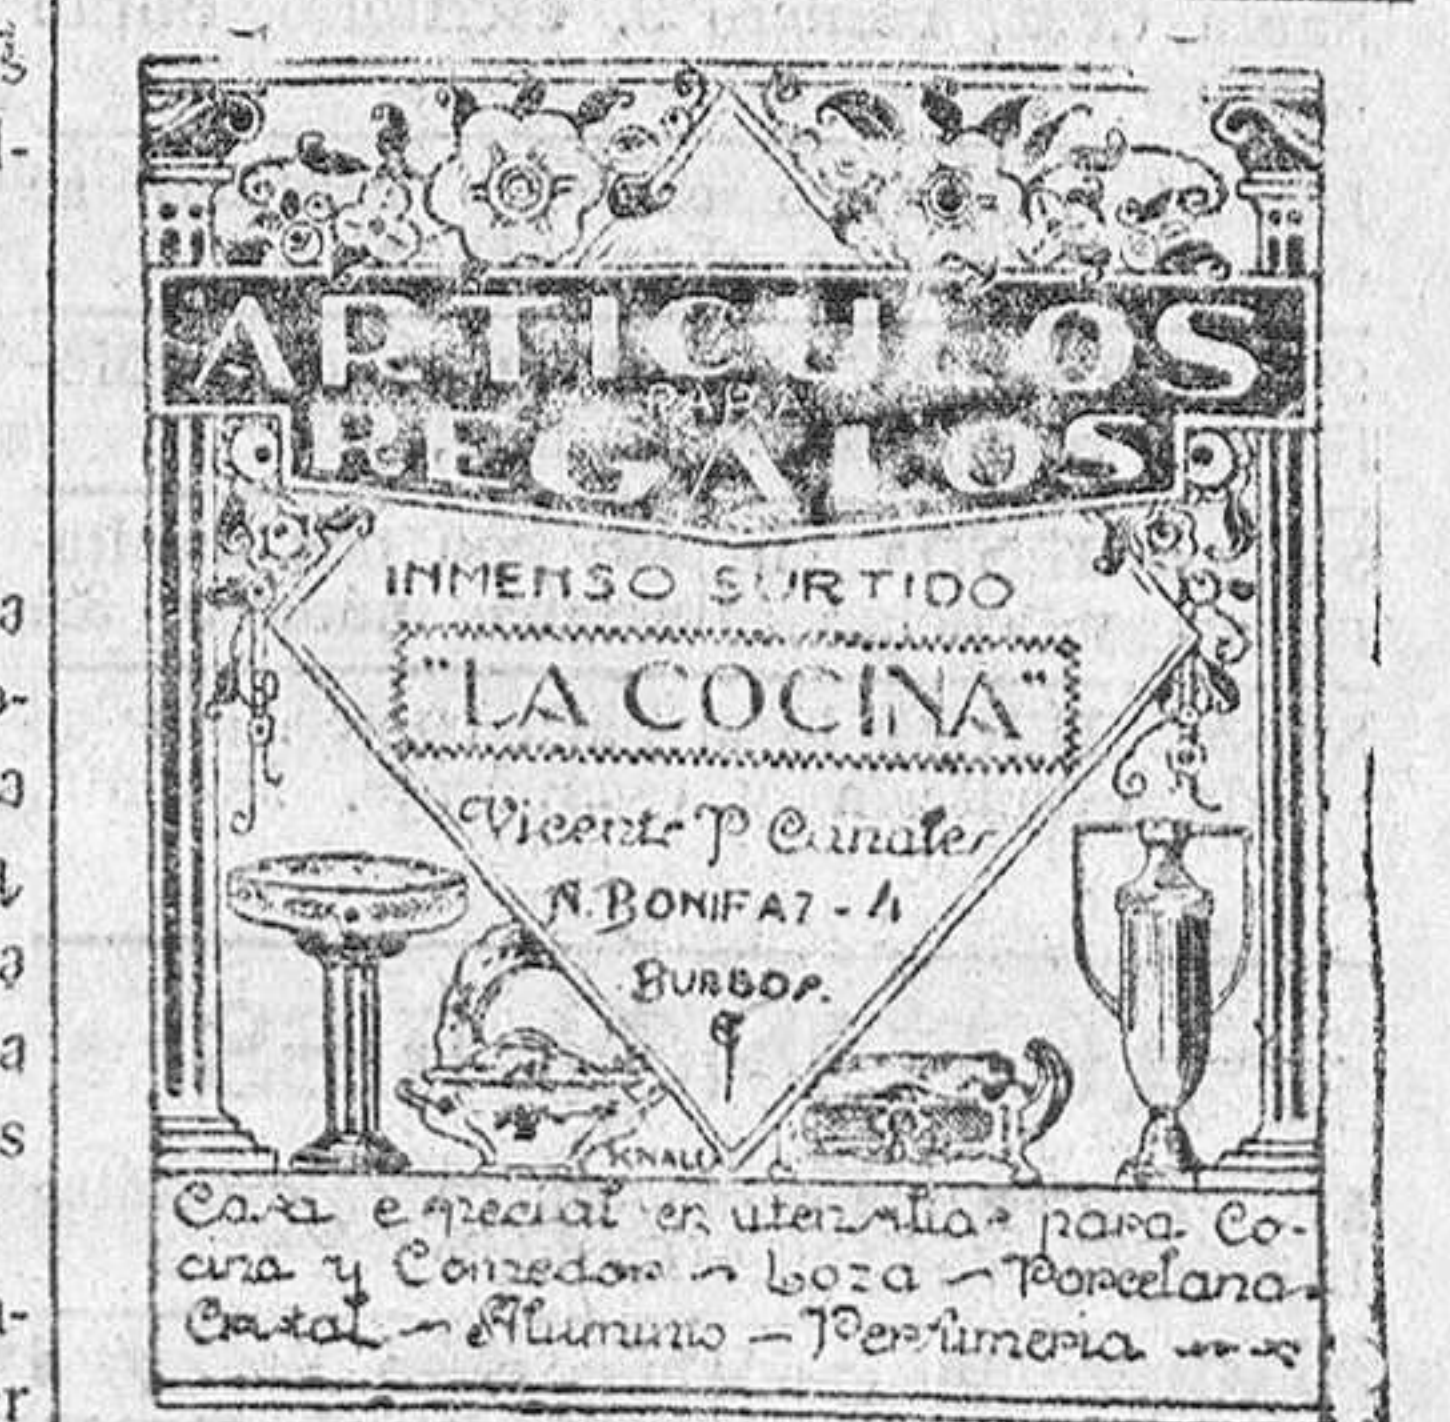 ARTICULOS
PARA
REGALOS
INMENSO SURTIDO
"LA COCINA"
Vicente P Canales
A. BONIFAZ - 4
BURGOS.
Casa especial en utensilios para Co-
cina y Comedor - Loza - Porcelana -
Cristal - Aluminio - Perfumeria